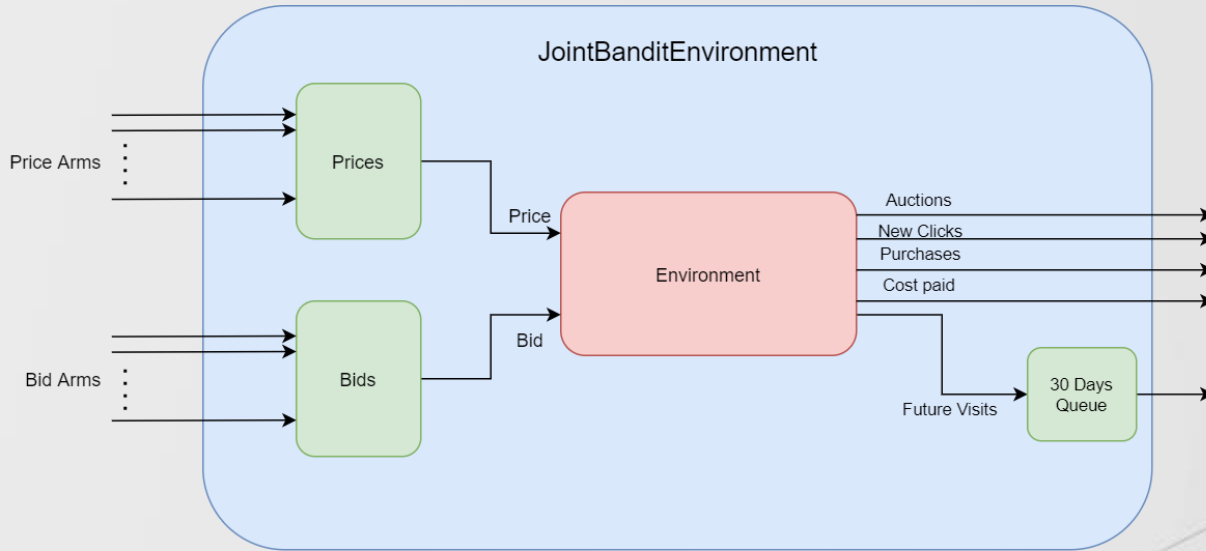 JointBanditEnvironment
Price Arms
Prices
Price
Bid Arms
Bids
Bid
Environment
Auctions
New Clicks
Purchases
Cost paid
Future Visits
30 Days
Queue